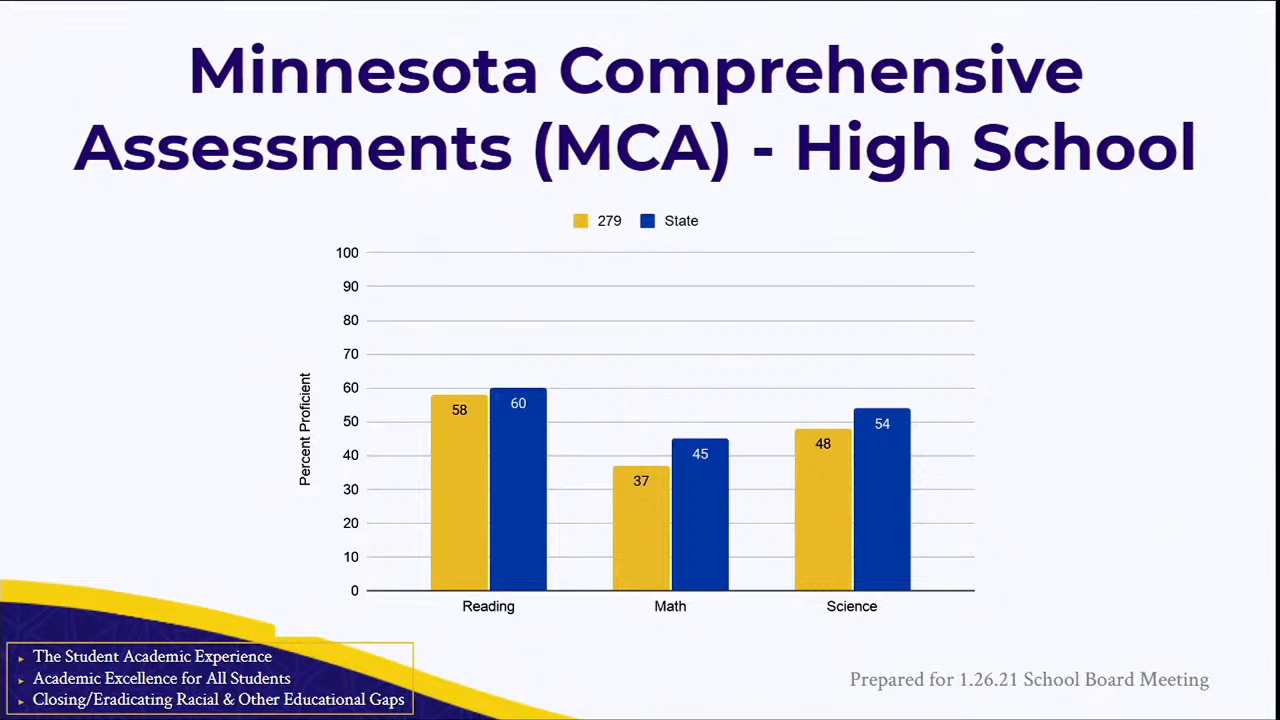 Minnesota Comprehensive
Assessments (MCA) - High School
279 State
100
90
80
70
60
50
40
30
20
10
0
Percent Proficient
58 60
37 45
48 54
Reading Math Science
▸ The Student Academic Experience
▸ Academic Excellence for All Students
▸ Closing/Eradicating Racial & Other Educational Gaps
Prepared for 1.26.21 School Board Meeting